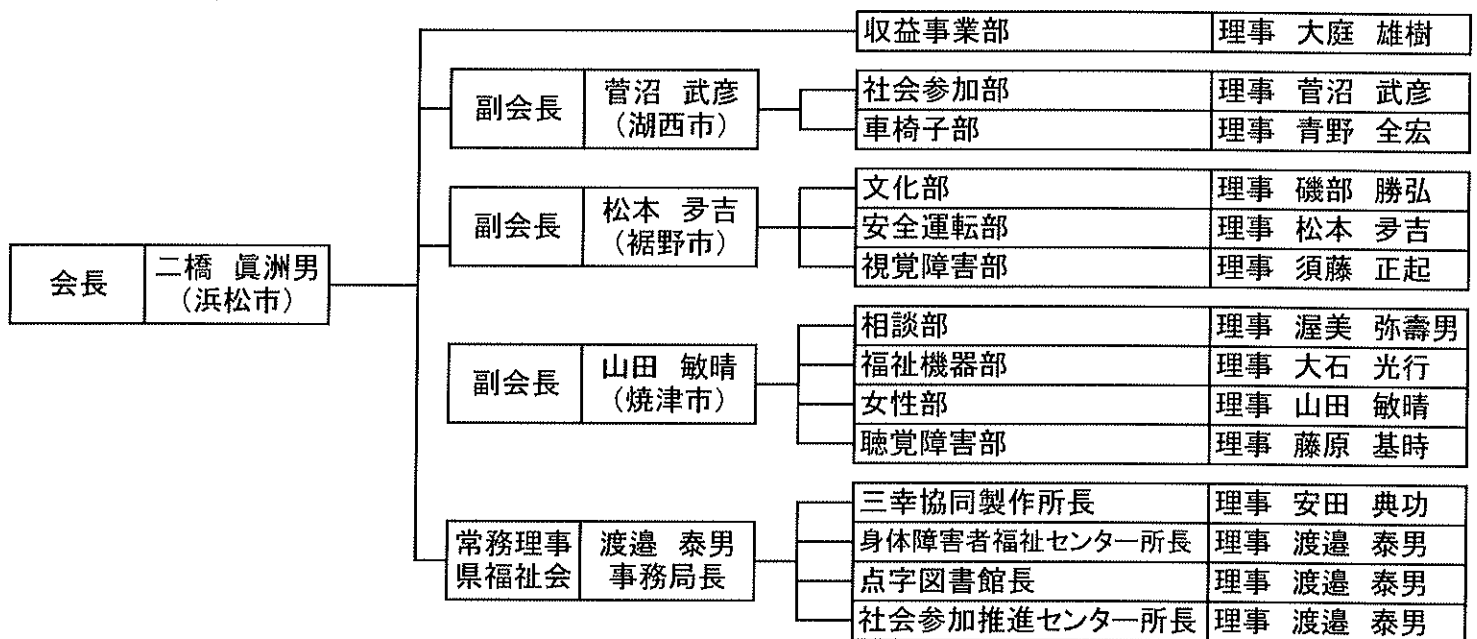 収益事業部 理事 大庭 雄樹
副会長 菅沼 武彦
（湖西市）
社会参加部 理事 菅沼 武彦
車椅子部 理事 青野 全宏
副会長 松本 夛吉
（裾野市）
文化部 理事 磯部 勝弘
安全運転部 理事 松本 夛吉
視覚障害部 理事 須藤 正起
会長 二橋 眞洲男
（浜松市）
副会長 山田 敏晴
（焼津市）
相談部 理事 渥美 弥壽男
福祉機器部 理事 大石 光行
女性部 理事 山田 敏晴
聴覚障害部 理事 藤原 基時
常務理事 渡邉 泰男
県福祉会 事務局長
三幸協同製作所長 理事 安田 典功
身体障害者福祉センター所長 理事 渡邉 泰男
点字図書館長 理事 渡邉 泰男
社会参加推進センター所長 理事 渡邉 泰男